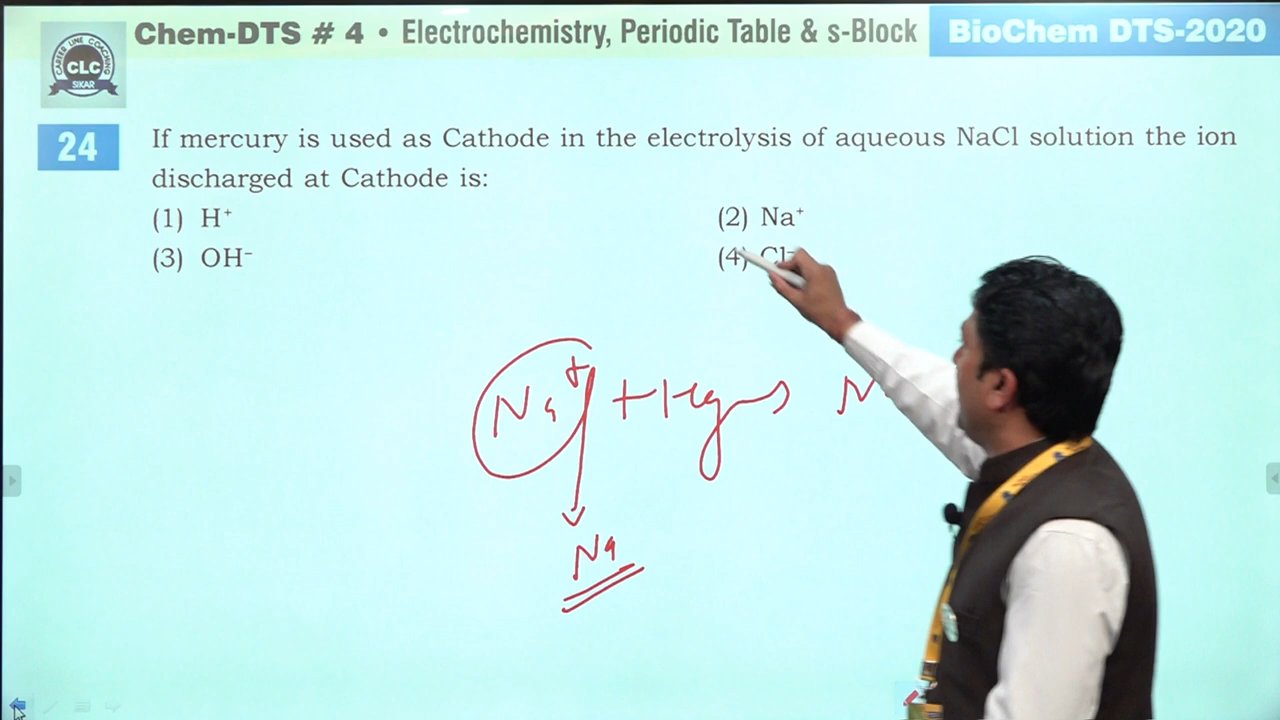 Chem-DTS # 4 • Electrochemistry, Periodic Table & s-Block
BioChem DTS-2020
CAREER LINE COACHING
CLC
SIKAR
24
If mercury is used as Cathode in the electrolysis of aqueous NaCl solution the ion
discharged at Cathode is:
(1) H⁺
(2) Na⁺
(3) OH⁻
(4) Cl⁻
Na⁺ + Hg → N
Na